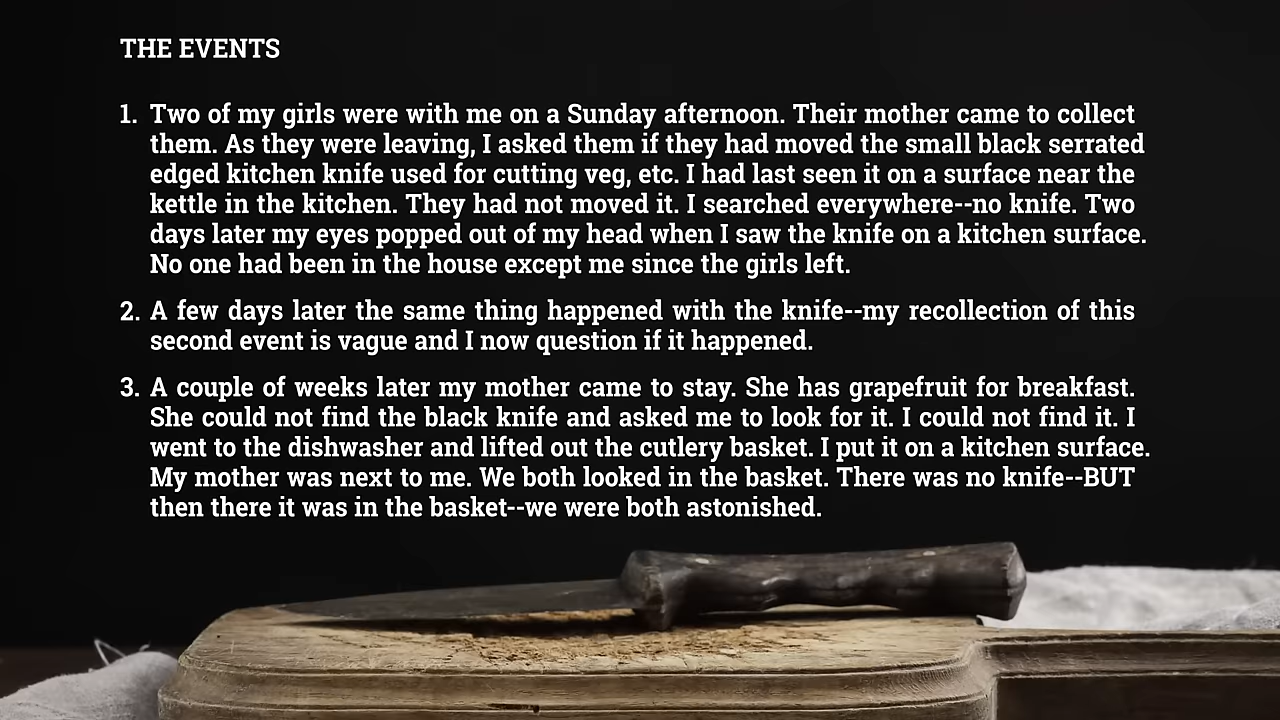 THE EVENTS
1. Two of my girls were with me on a Sunday afternoon. Their mother came to collect
them. As they were leaving, I asked them if they had moved the small black serrated
edged kitchen knife used for cutting veg, etc. I had last seen it on a surface near the
kettle in the kitchen. They had not moved it. I searched everywhere--no knife. Two
days later my eyes popped out of my head when I saw the knife on a kitchen surface.
No one had been in the house except me since the girls left.
2. A few days later the same thing happened with the knife--my recollection of this
second event is vague and I now question if it happened.
3. A couple of weeks later my mother came to stay. She has grapefruit for breakfast.
She could not find the black knife and asked me to look for it. I could not find it. I
went to the dishwasher and lifted out the cutlery basket. I put it on a kitchen surface.
My mother was next to me. We both looked in the basket. There was no knife--BUT
then there it was in the basket--we were both astonished.